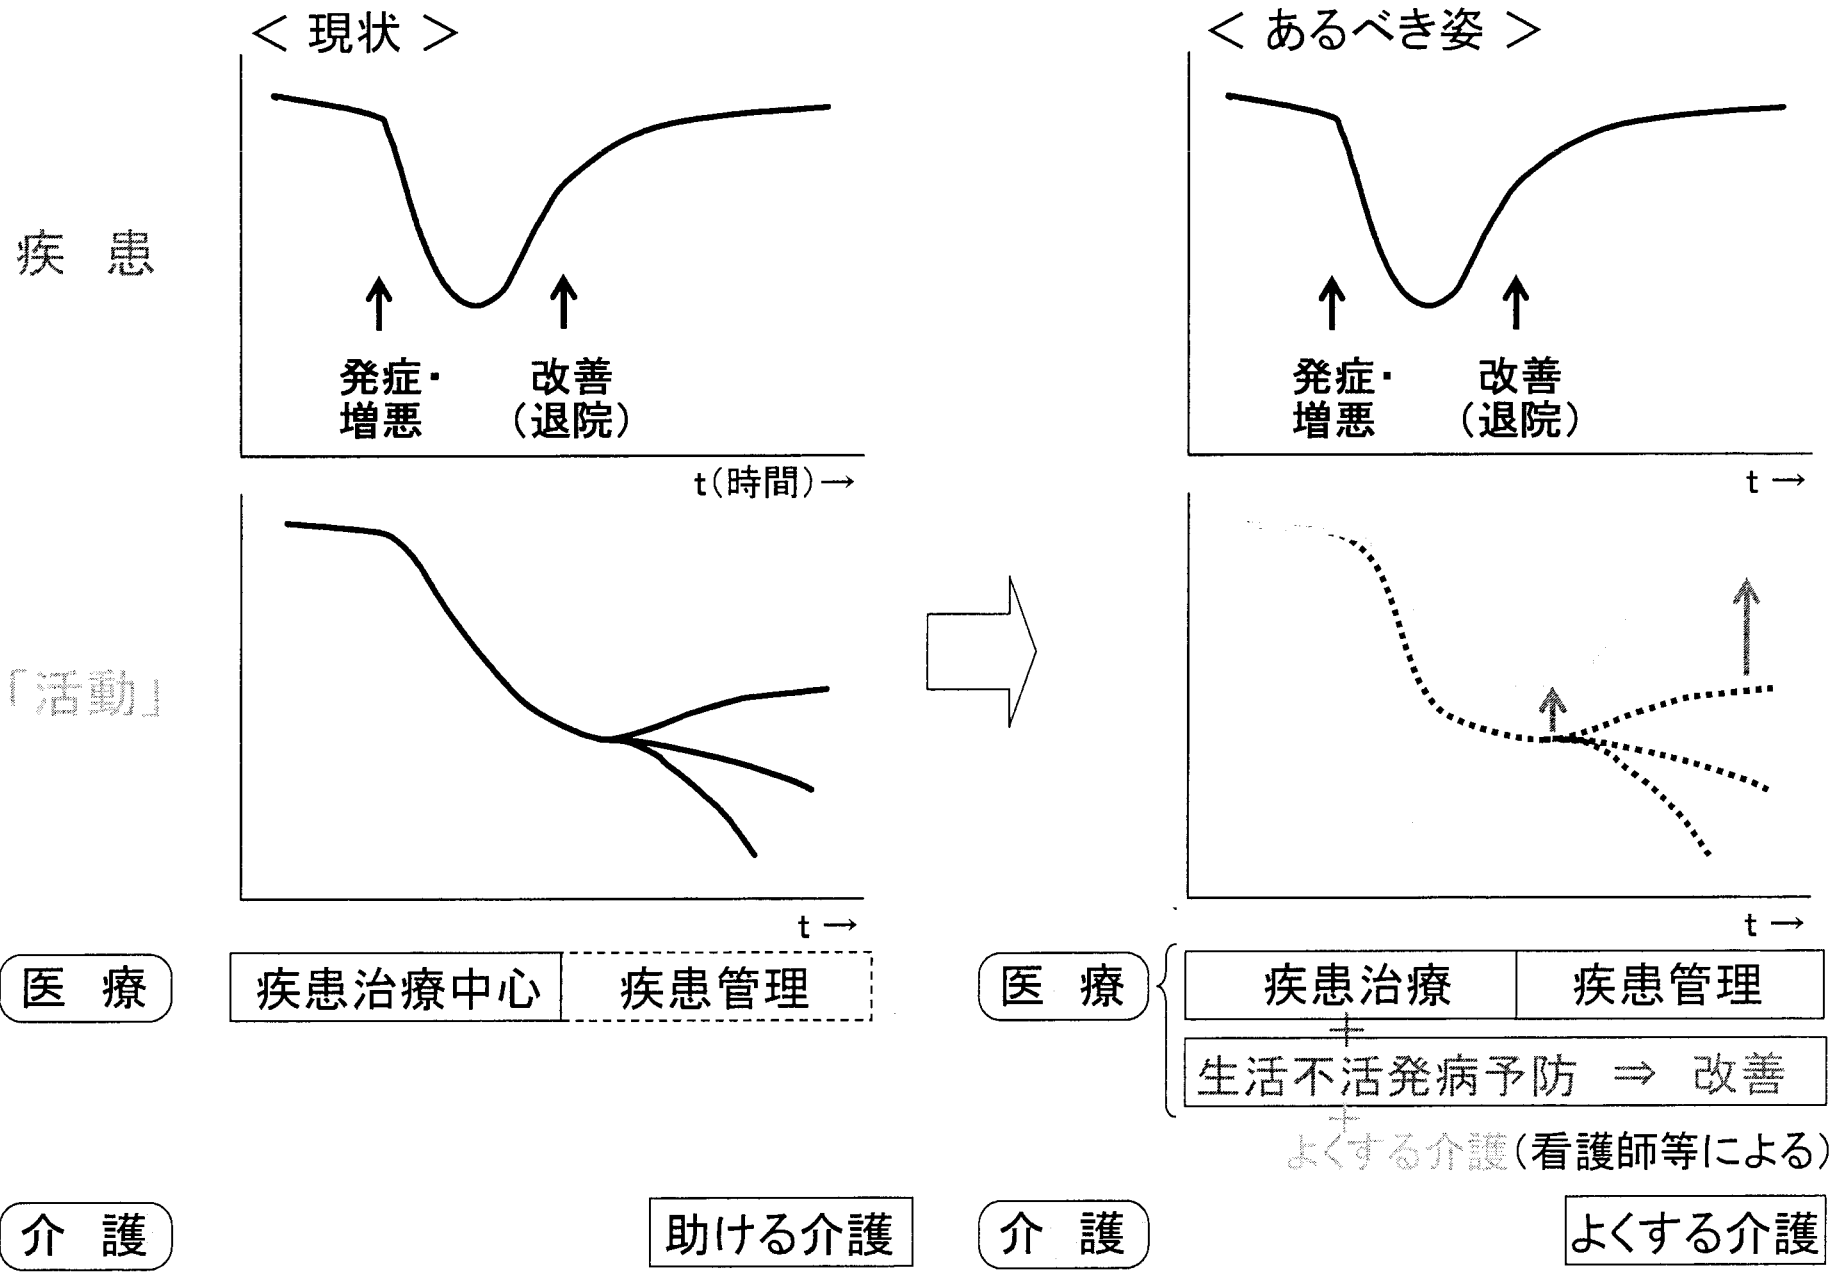 ＜ 現状 ＞
＜ あるべき姿 ＞
疾 患
発症・
増悪
改善
（退院）
t(時間)→
発症・
増悪
改善
（退院）
t →
「活動」
t →
t →
医 療
疾患治療中心
疾患管理
医 療
疾患治療
疾患管理
＋
生活不活発病予防 ⇒ 改善
＋
よくする介護(看護師等による)
介 護
助ける介護
介 護
よくする介護